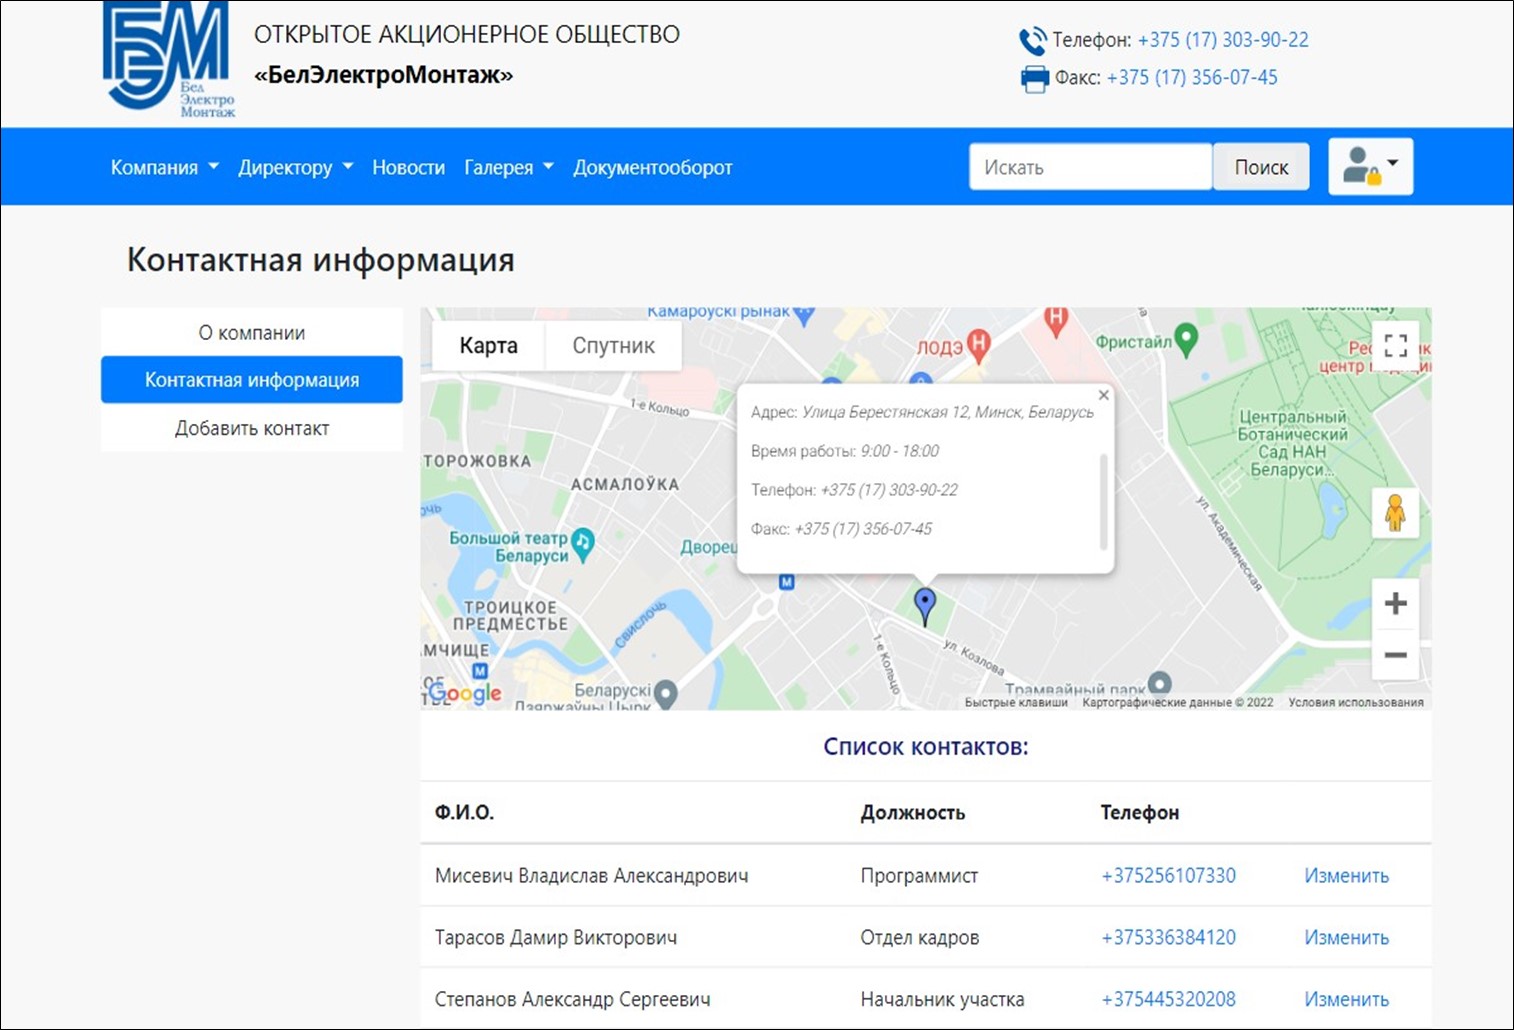 БЭМ
Бел
Электро
Монтаж
ОТКРЫТОЕ АКЦИОНЕРНОЕ ОБЩЕСТВО
«БелЭлектроМонтаж»
Телефон: +375 (17) 303-90-22
Факс: +375 (17) 356-07-45
Компания Директору Новости Галерея Документооборот
Искать Поиск
Контактная информация
О компании
Контактная информация
Добавить контакт
Карта Спутник
Камароускі рынак
ЛОДЭ
Фристайл
центр
1-е Кольцо
Адрес: Улица Берестянская 12, Минск, Беларусь
Время работы: 9:00 - 18:00
Телефон: +375 (17) 303-90-22
Факс: +375 (17) 356-07-45
Центральный
Ботанический
Сад НАН
Беларуси...
ТОРОЖОВКА
АСМАЛОЎКА
ул. Академическая
Большой театр
Беларуси
Дворец
М
ТРОИЦКОЕ
ПРЕДМЕСТЬЕ
Свислочь
МЧИЩЕ
М
1-е Кольцо
ул. Козлова
Трамвайный парк
Беларускі
Дзяржаўны Цырк
Google
Быстрые клавиши Картографические данные © 2022 Условия использования
Список контактов:
Ф.И.О. Должность Телефон
Мисевич Владислав Александрович Программист +375256107330 Изменить
Тарасов Дамир Викторович Отдел кадров +375336384120 Изменить
Степанов Александр Сергеевич Начальник участка +375445320208 Изменить